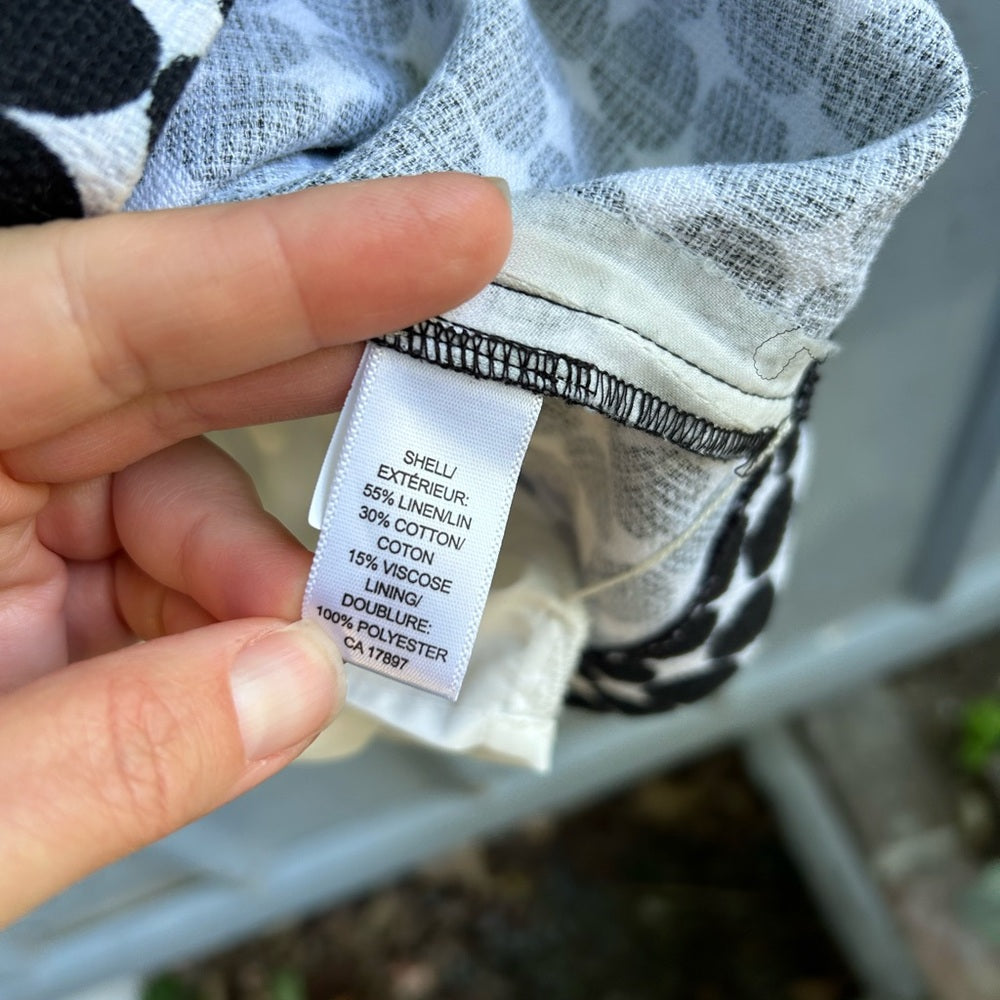 SHELL/
EXTÉRIEUR:
55% LINEN/LIN
30% COTTON/
COTON
15% VISCOSE
LINING/
DOUBLURE:
100% POLYESTER
CA 17897